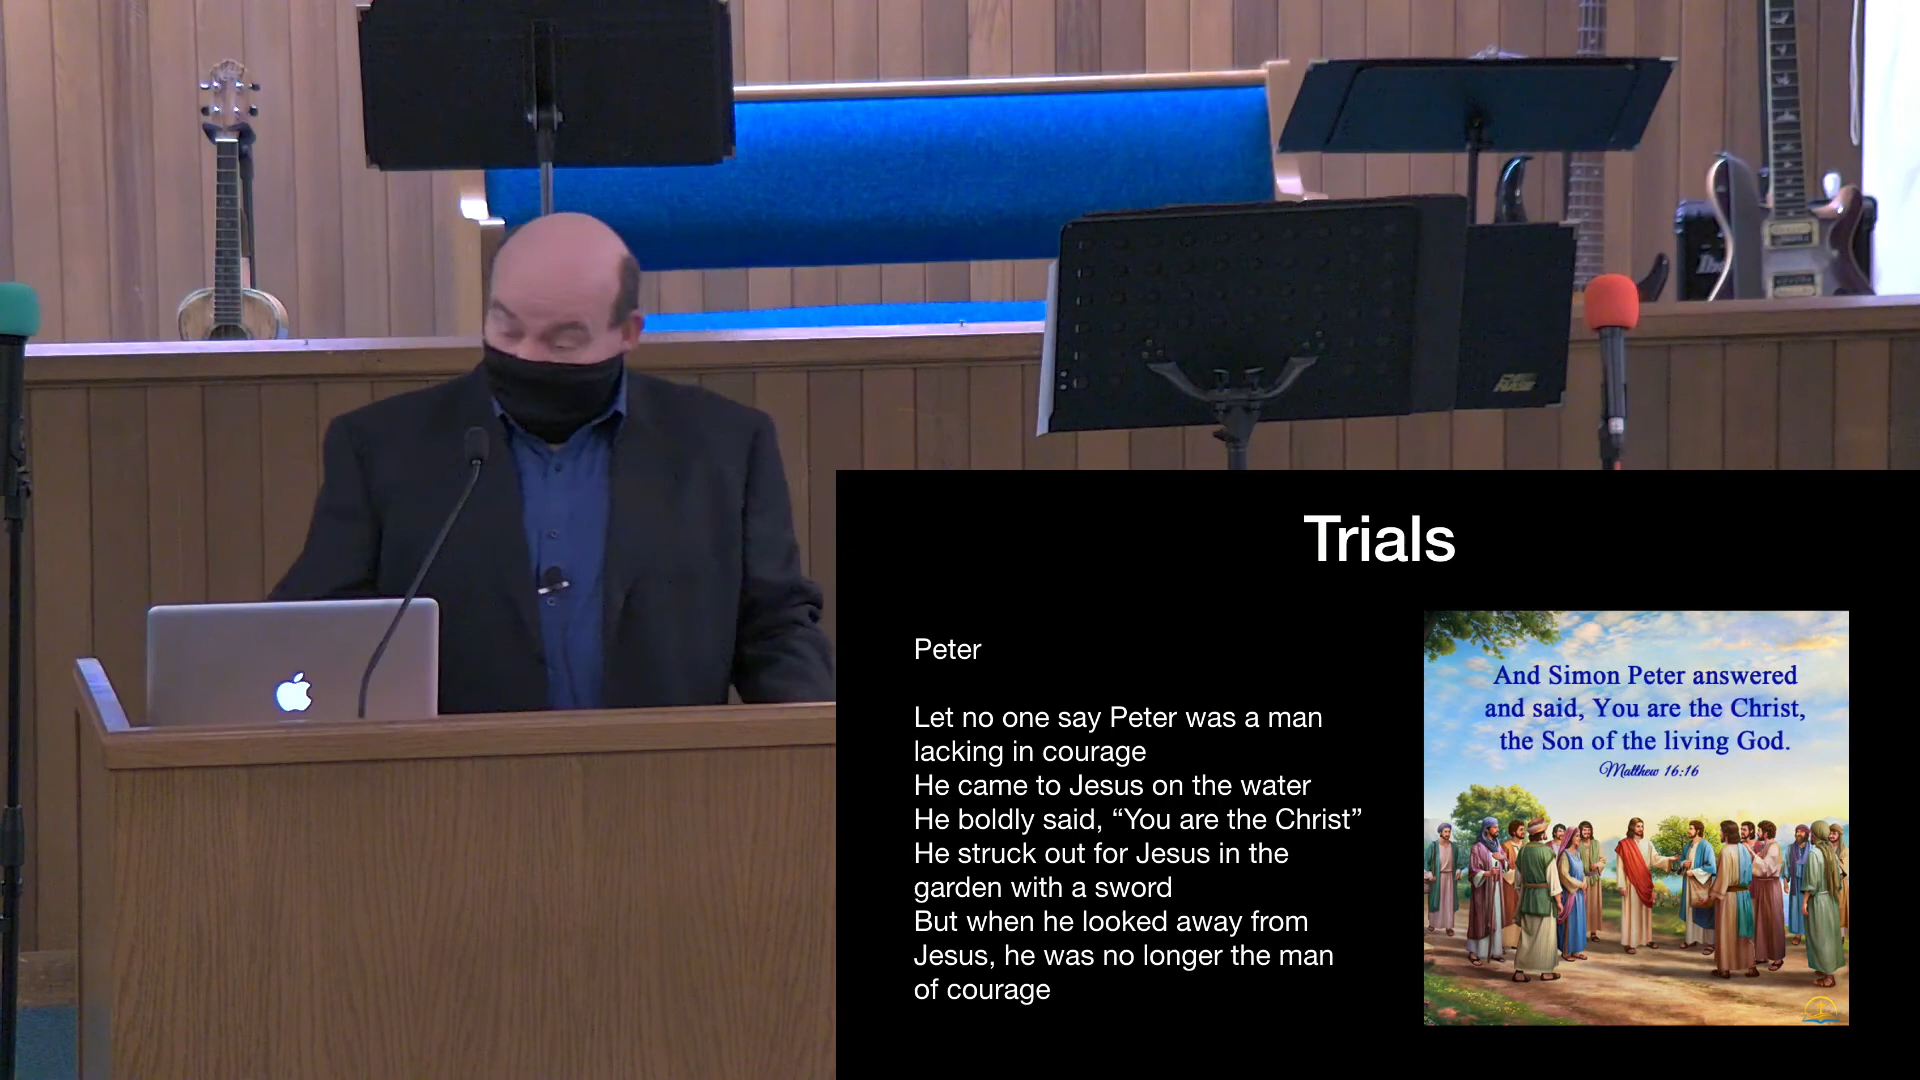 Trials
Peter
Let no one say Peter was a man
lacking in courage
He came to Jesus on the water
He boldly said, “You are the Christ”
He struck out for Jesus in the
garden with a sword
But when he looked away from
Jesus, he was no longer the man
of courage
And Simon Peter answered
and said, You are the Christ,
the Son of the living God.
Matthew 16:16